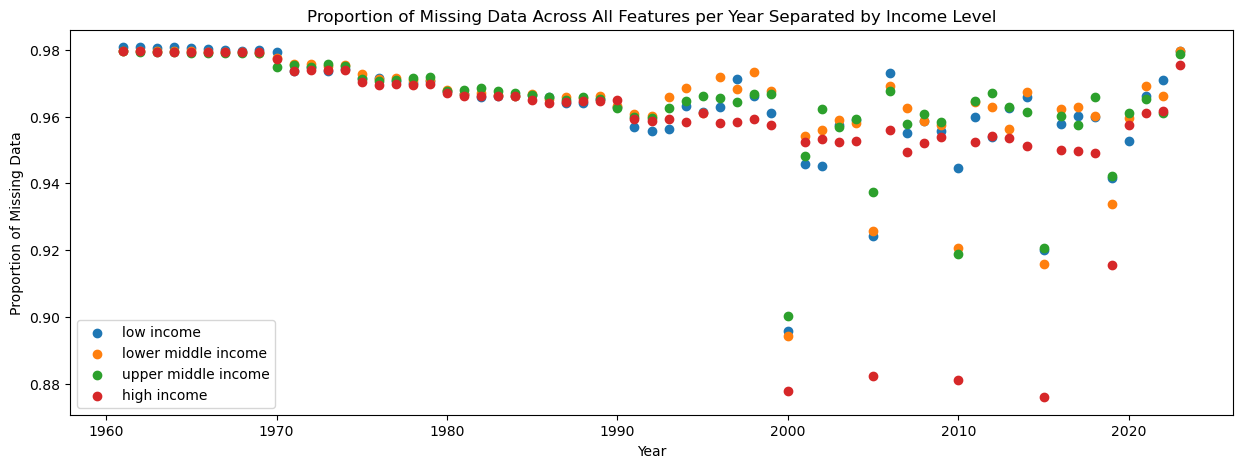 Proportion of Missing Data Across All Features per Year Separated by Income Level
Proportion of Missing Data
0.98
0.96
0.94
0.92
0.90
0.88
low income
lower middle income
upper middle income
high income
1960 1970 1980 1990 2000 2010 2020
Year